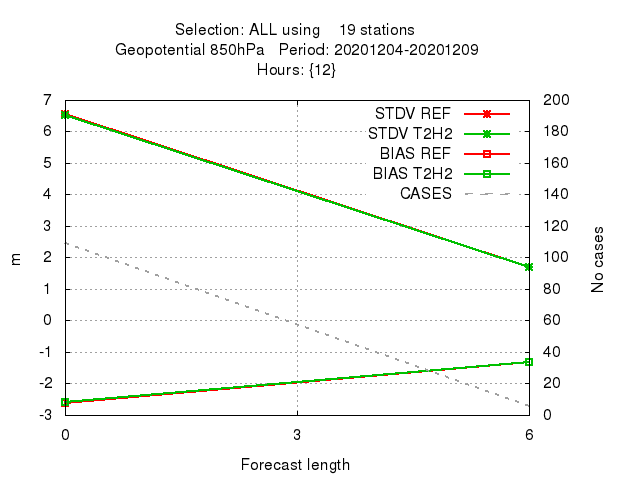 Selection: ALL using    19 stations
Geopotential 850hPa   Period: 20201204-20201209
Hours: {12}
STDV REF
STDV T2H2
BIAS REF
BIAS T2H2
CASES
7
6
5
4
3
2
1
0
-1
-2
-3
200
180
160
140
120
100
80
60
40
20
0
m
No cases
0
3
6
Forecast length